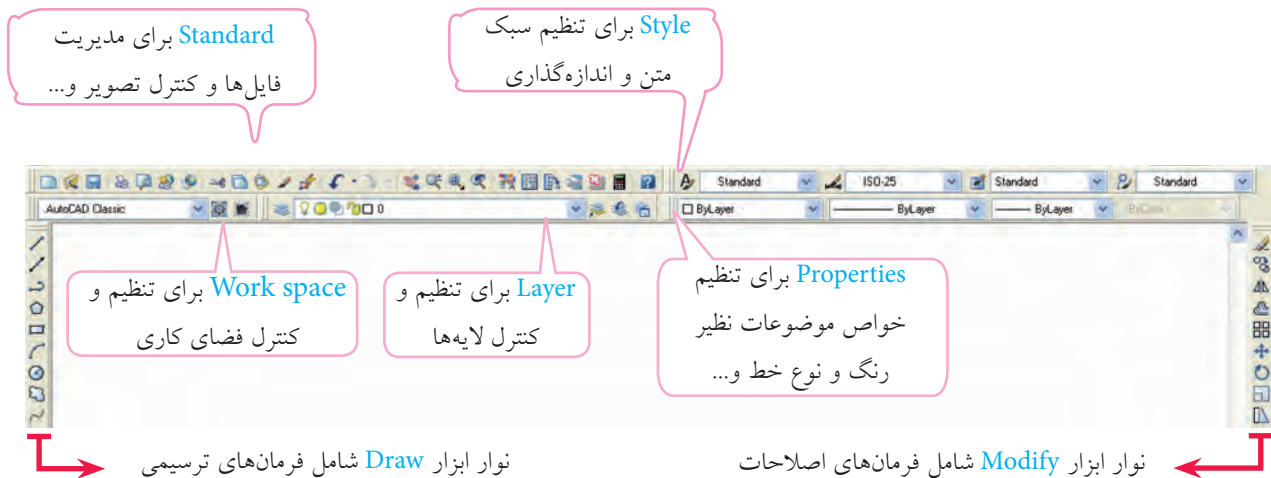 Standard برای مدیریت
فایل‌ها و کنترل تصویر و...
Style برای تنظیم سبک
متن و اندازه‌گذاری
Standard
ISO-25
Standard
Standard
AutoCAD Classic
0
ByLayer
ByLayer
ByLayer
Work space برای تنظیم و
کنترل فضای کاری
Layer برای تنظیم و
کنترل لایه‌ها
Properties برای تنظیم
خواص موضوعات نظیر
رنگ و نوع خط و...
نوار ابزار Modify شامل فرمان‌های اصلاحات
نوار ابزار Draw شامل فرمان‌های ترسیمی